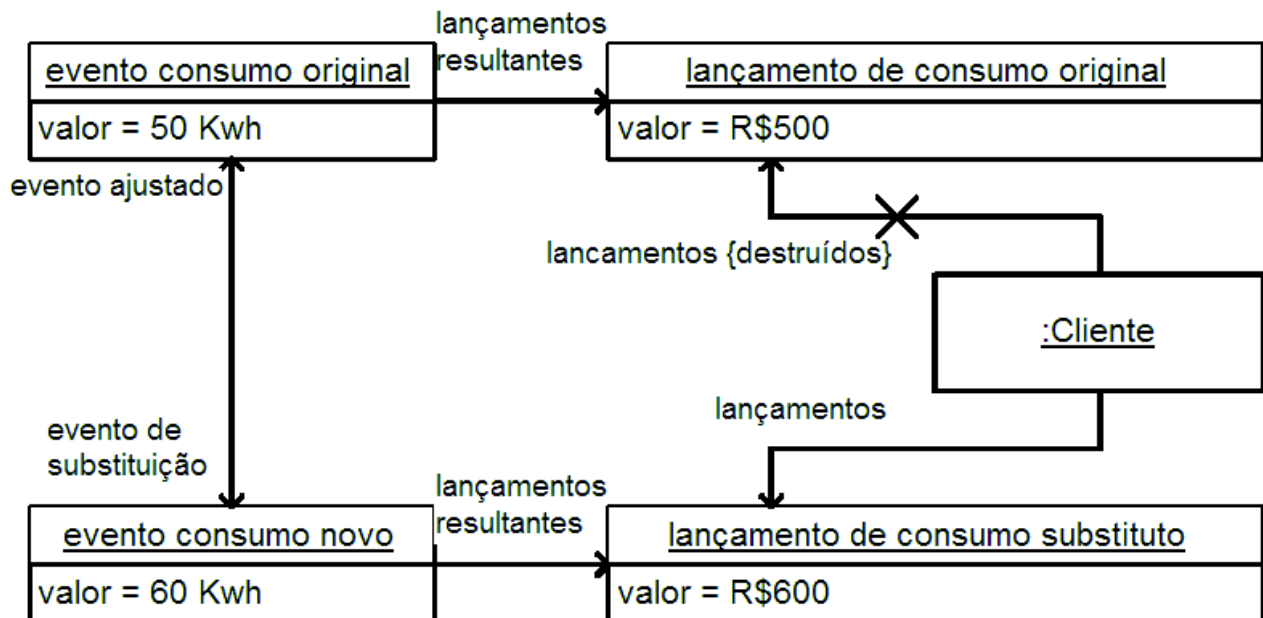 lançamentos
resultantes
evento consumo original
lançamento de consumo original
valor = 50 Kwh
valor = R$500
evento ajustado
lancamentos {destruídos}
:Cliente
lançamentos
evento de
substituição
lançamentos
resultantes
evento consumo novo
lançamento de consumo substituto
valor = 60 Kwh
valor = R$600